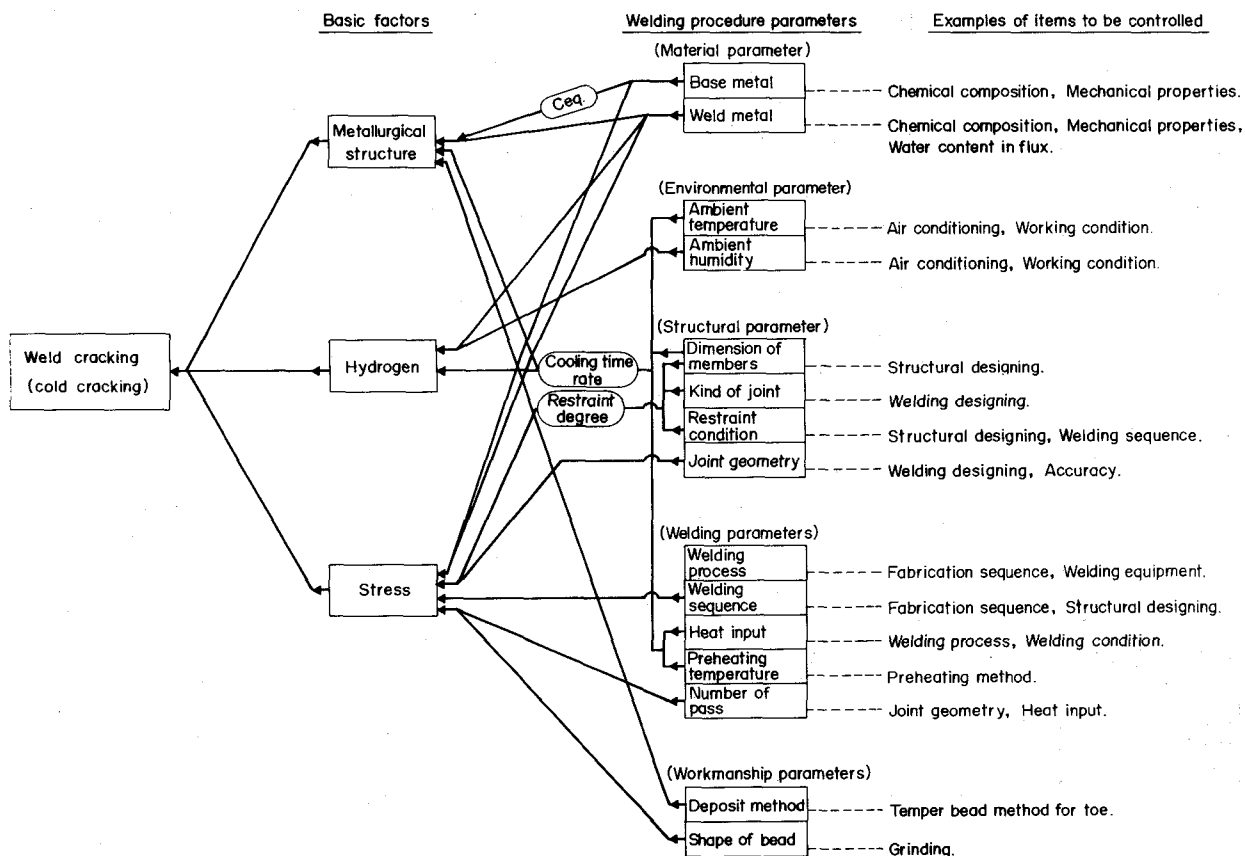 Basic factors
Welding procedure parameters
Examples of items to be controlled
(Material parameter)
Base metal
Chemical composition, Mechanical properties.
Ceq.
Weld metal
Chemical composition, Mechanical properties,
Water content in flux.
Metallurgical
structure
(Environmental parameter)
Ambient
temperature
Air conditioning, Working condition.
Ambient
humidity
Air conditioning, Working condition.
Weld cracking
(cold cracking)
Hydrogen
Cooling time
rate
Restraint
degree
(Structural parameter)
Dimension of
members
Structural designing.
Kind of joint
Welding designing.
Restraint
condition
Structural designing, Welding sequence.
Joint geometry
Welding designing, Accuracy.
Stress
(Welding parameters)
Welding
process
Fabrication sequence, Welding equipment.
Welding
sequence
Fabrication sequence, Structural designing.
Heat input
Welding process, Welding condition.
Preheating
temperature
Preheating method.
Number of
pass
Joint geometry, Heat input.
(Workmanship parameters)
Deposit method
Temper bead method for toe.
Shape of bead
Grinding.